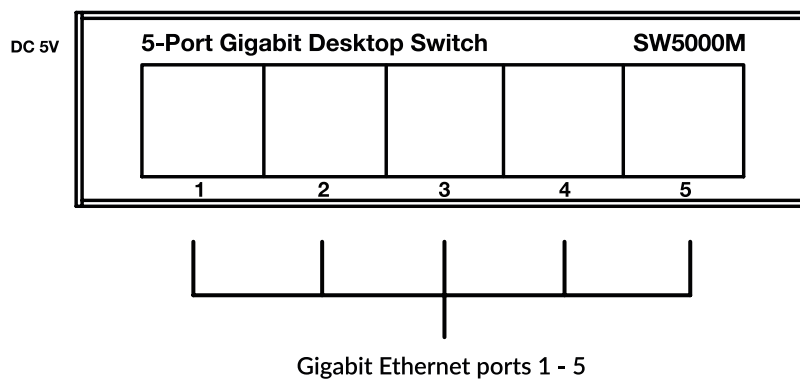 DC 5V
5-Port Gigabit Desktop Switch SW5000M
1 2 3 4 5
Gigabit Ethernet ports 1 - 5